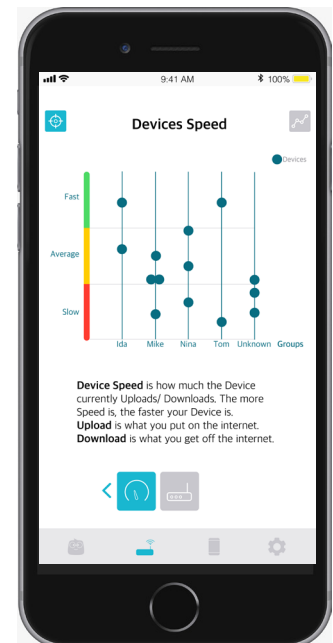 9:41 AM
100%
Devices Speed
Devices
Fast
Average
Slow
Ida Mike Nina Tom Unknown Groups
Device Speed is how much the Device
currently Uploads/ Downloads. The more
Speed is, the faster your Device is.
Upload is what you put on the internet.
Download is what you get off the internet.